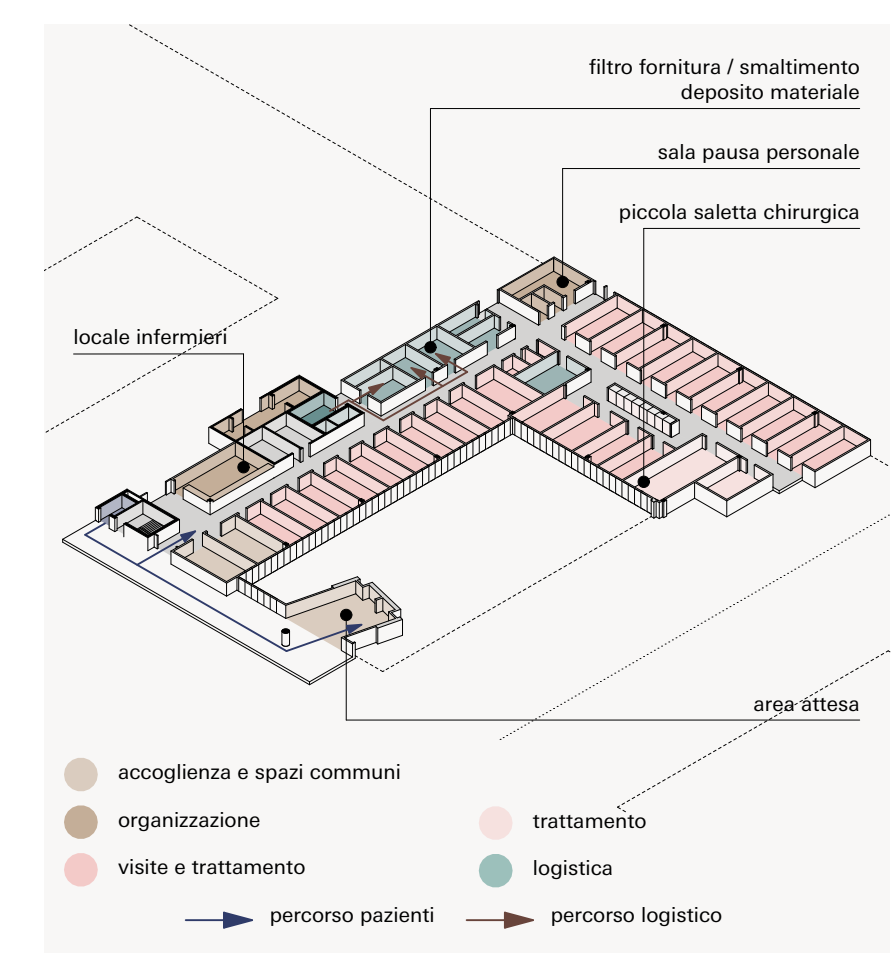 filtro fornitura / smaltimento
deposito materiale
sala pausa personale
piccola saletta chirurgica
locale infermieri
area attesa
accoglienza e spazi communi
organizzazione
trattamento
visite e trattamento
logistica
percorso pazienti
percorso logistico